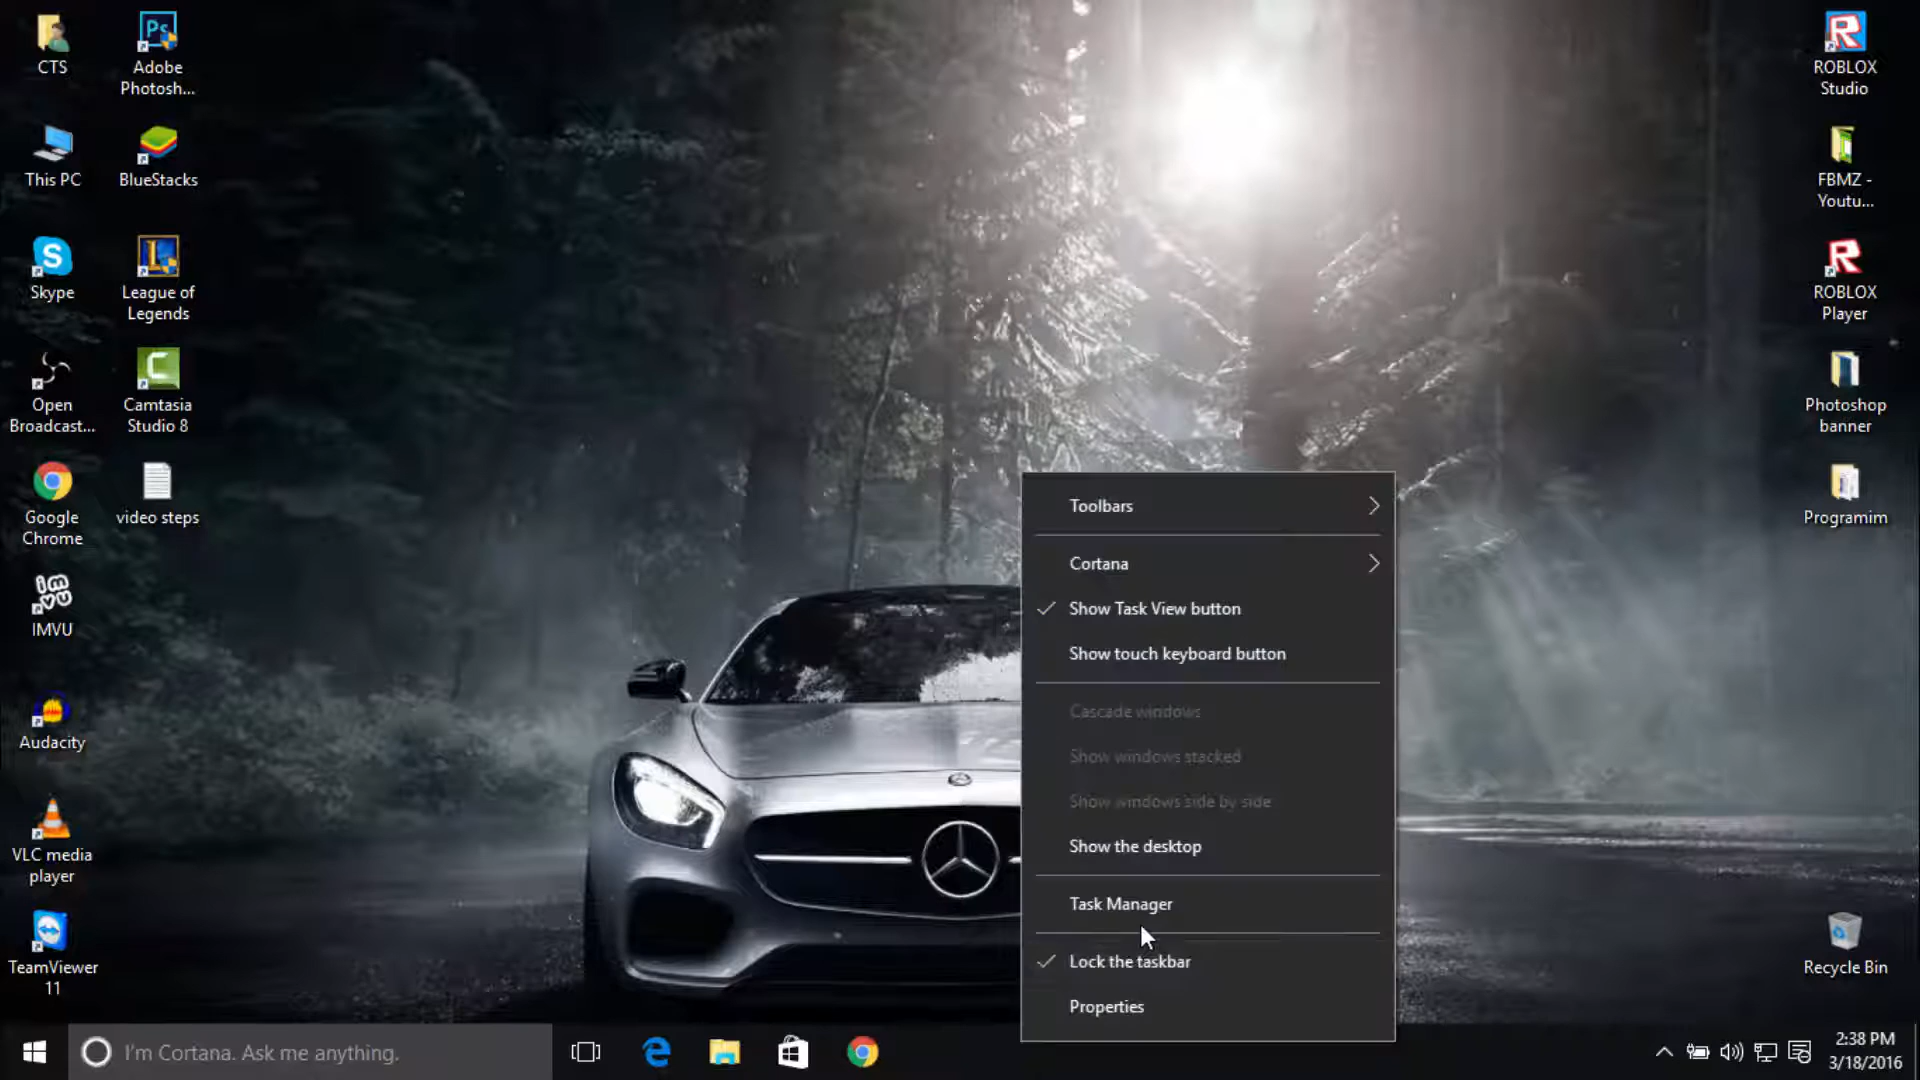 CTS
Adobe
Photosh...
This PC
BlueStacks
Skype
League of
Legends
Open
Broadcast...
Camtasia
Studio 8
Google
Chrome
video steps
IMVU
Audacity
VLC media
player
TeamViewer
11
ROBLOX
Studio
FBMZ -
Youtu...
ROBLOX
Player
Photoshop
banner
Programim
Recycle Bin
Toolbars
Cortana
Show Task View button
Show touch keyboard button
Cascade windows
Show windows stacked
Show windows side by side
Show the desktop
Task Manager
Lock the taskbar
Properties
I'm Cortana. Ask me anything.
2:38 PM
3/18/2016